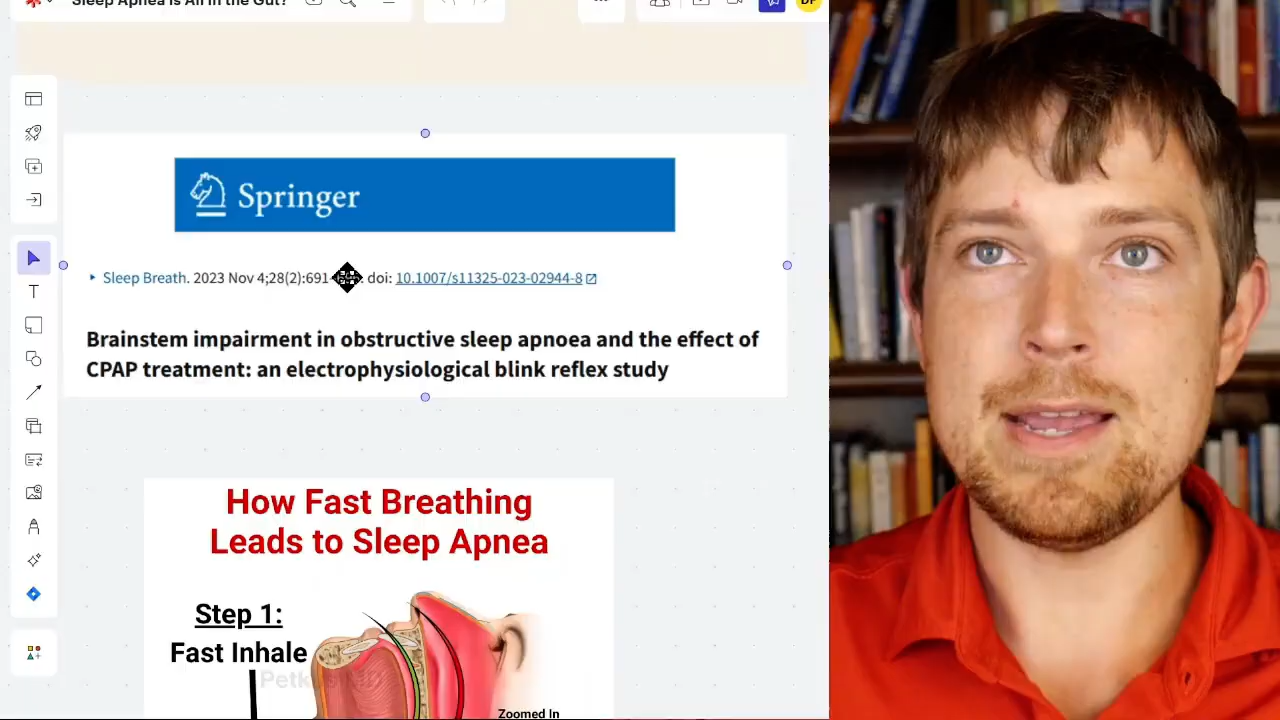 Sleep Apnea Is All in the Gut?
DP
Springer
Sleep Breath. 2023 Nov 4;28(2):691- doi: 10.1007/s11325-023-02944-8
Brainstem impairment in obstructive sleep apnoea and the effect of
CPAP treatment: an electrophysiological blink reflex study
How Fast Breathing
Leads to Sleep Apnea
Step 1:
Fast Inhale
Zoomed In